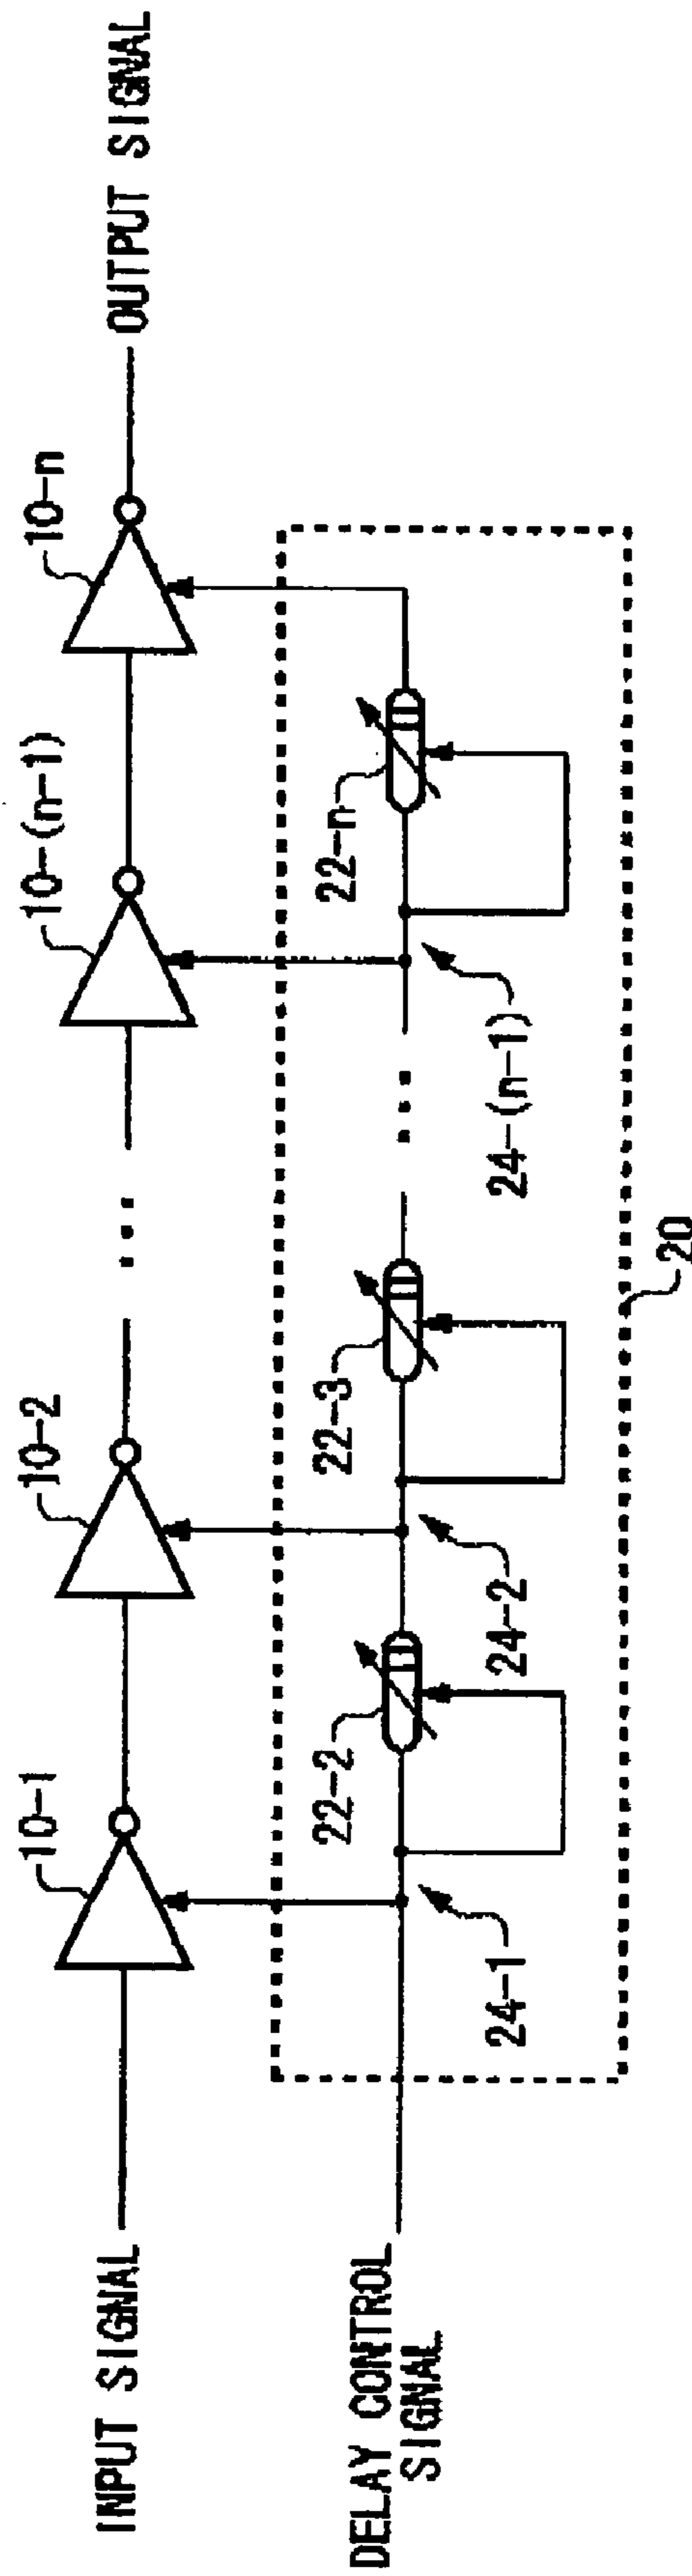 INPUT SIGNAL
10-1
10-2
...
10-(n-1)
10-n
OUTPUT SIGNAL
DELAY CONTROL
SIGNAL
22-2
22-3
...
22-n
24-1
24-2
24-(n-1)
20